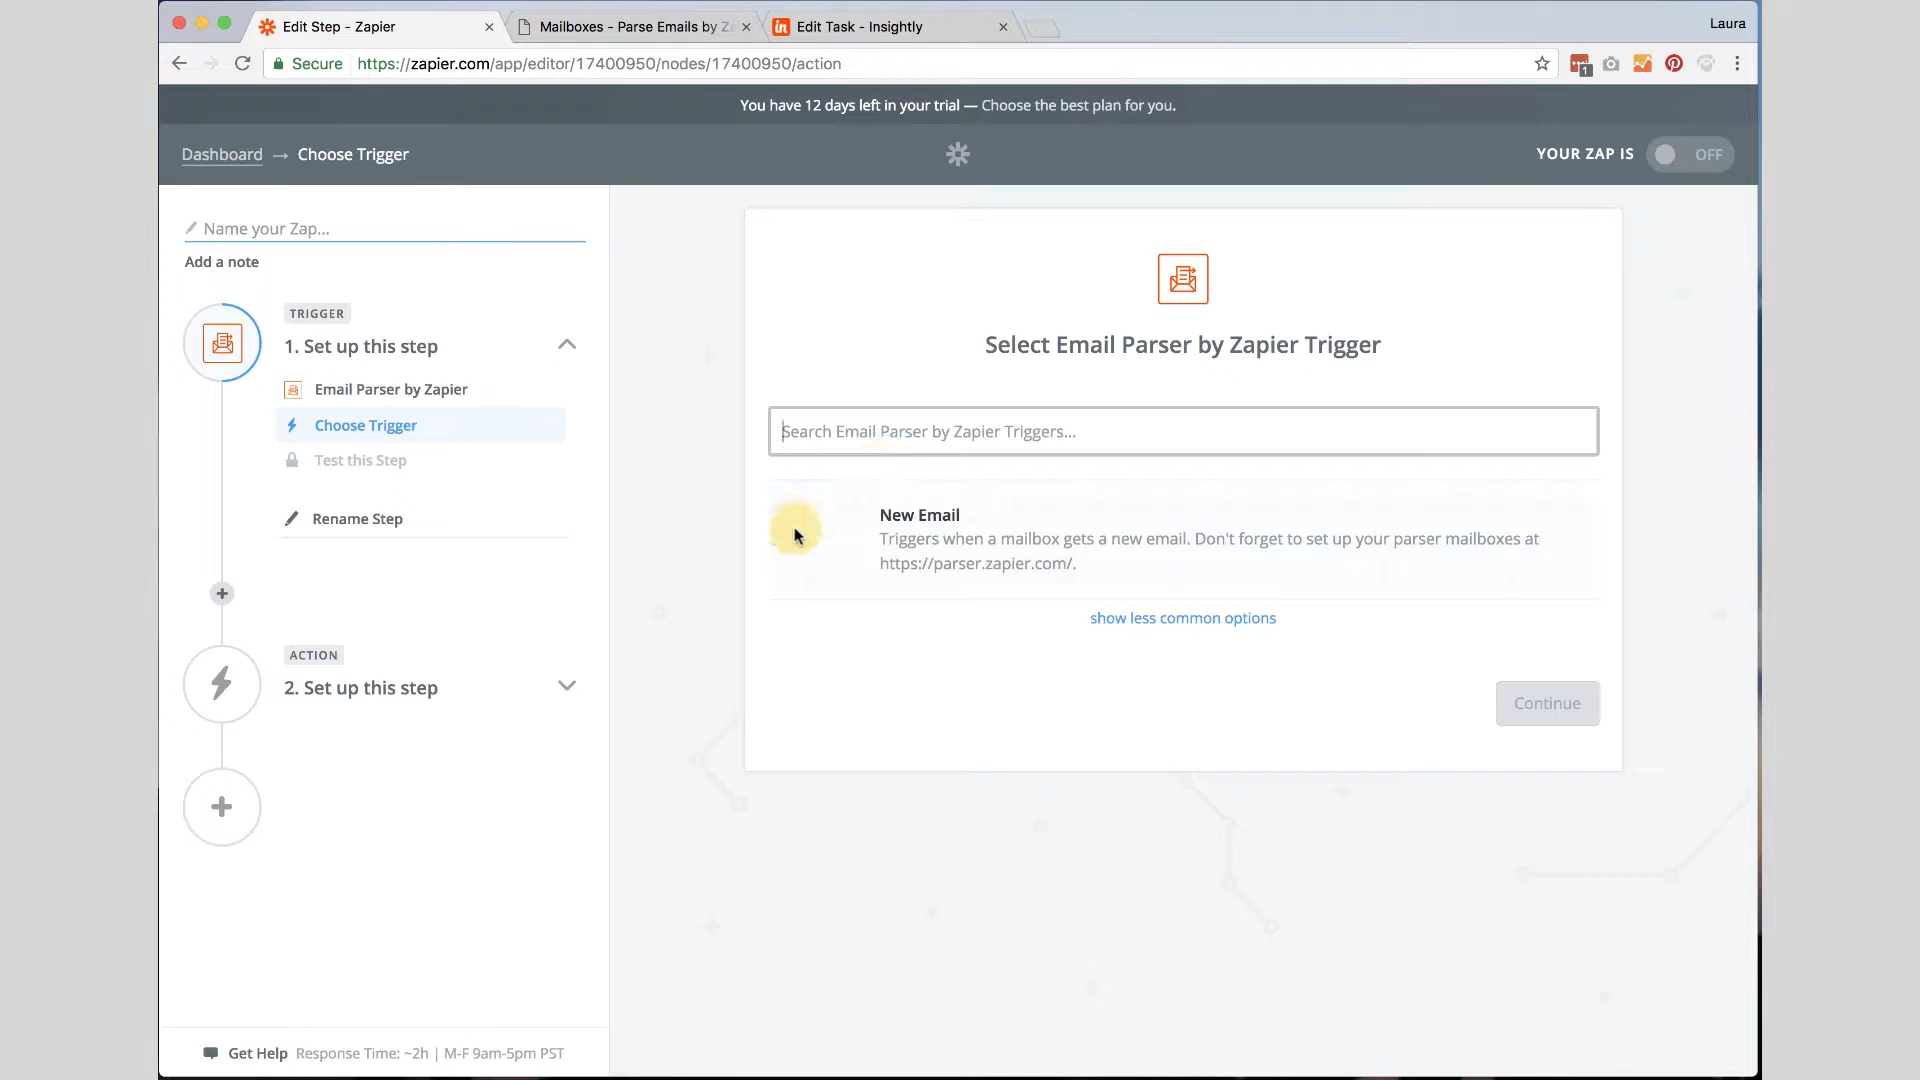 Edit Step - Zapier
Mailboxes - Parse Emails by Za
Edit Task - Insightly
Laura
Secure
https://zapier.com/app/editor/17400950/nodes/17400950/action
1
You have 12 days left in your trial — Choose the best plan for you.
Dashboard → Choose Trigger
YOUR ZAP IS
OFF
Name your Zap...
Add a note
TRIGGER
1. Set up this step
Email Parser by Zapier
Choose Trigger
Test this Step
Rename Step
ACTION
2. Set up this step
Get Help Response Time: ~2h | M-F 9am-5pm PST
Select Email Parser by Zapier Trigger
Search Email Parser by Zapier Triggers...
New Email
Triggers when a mailbox gets a new email. Don't forget to set up your parser mailboxes at
https://parser.zapier.com/.
show less common options
Continue